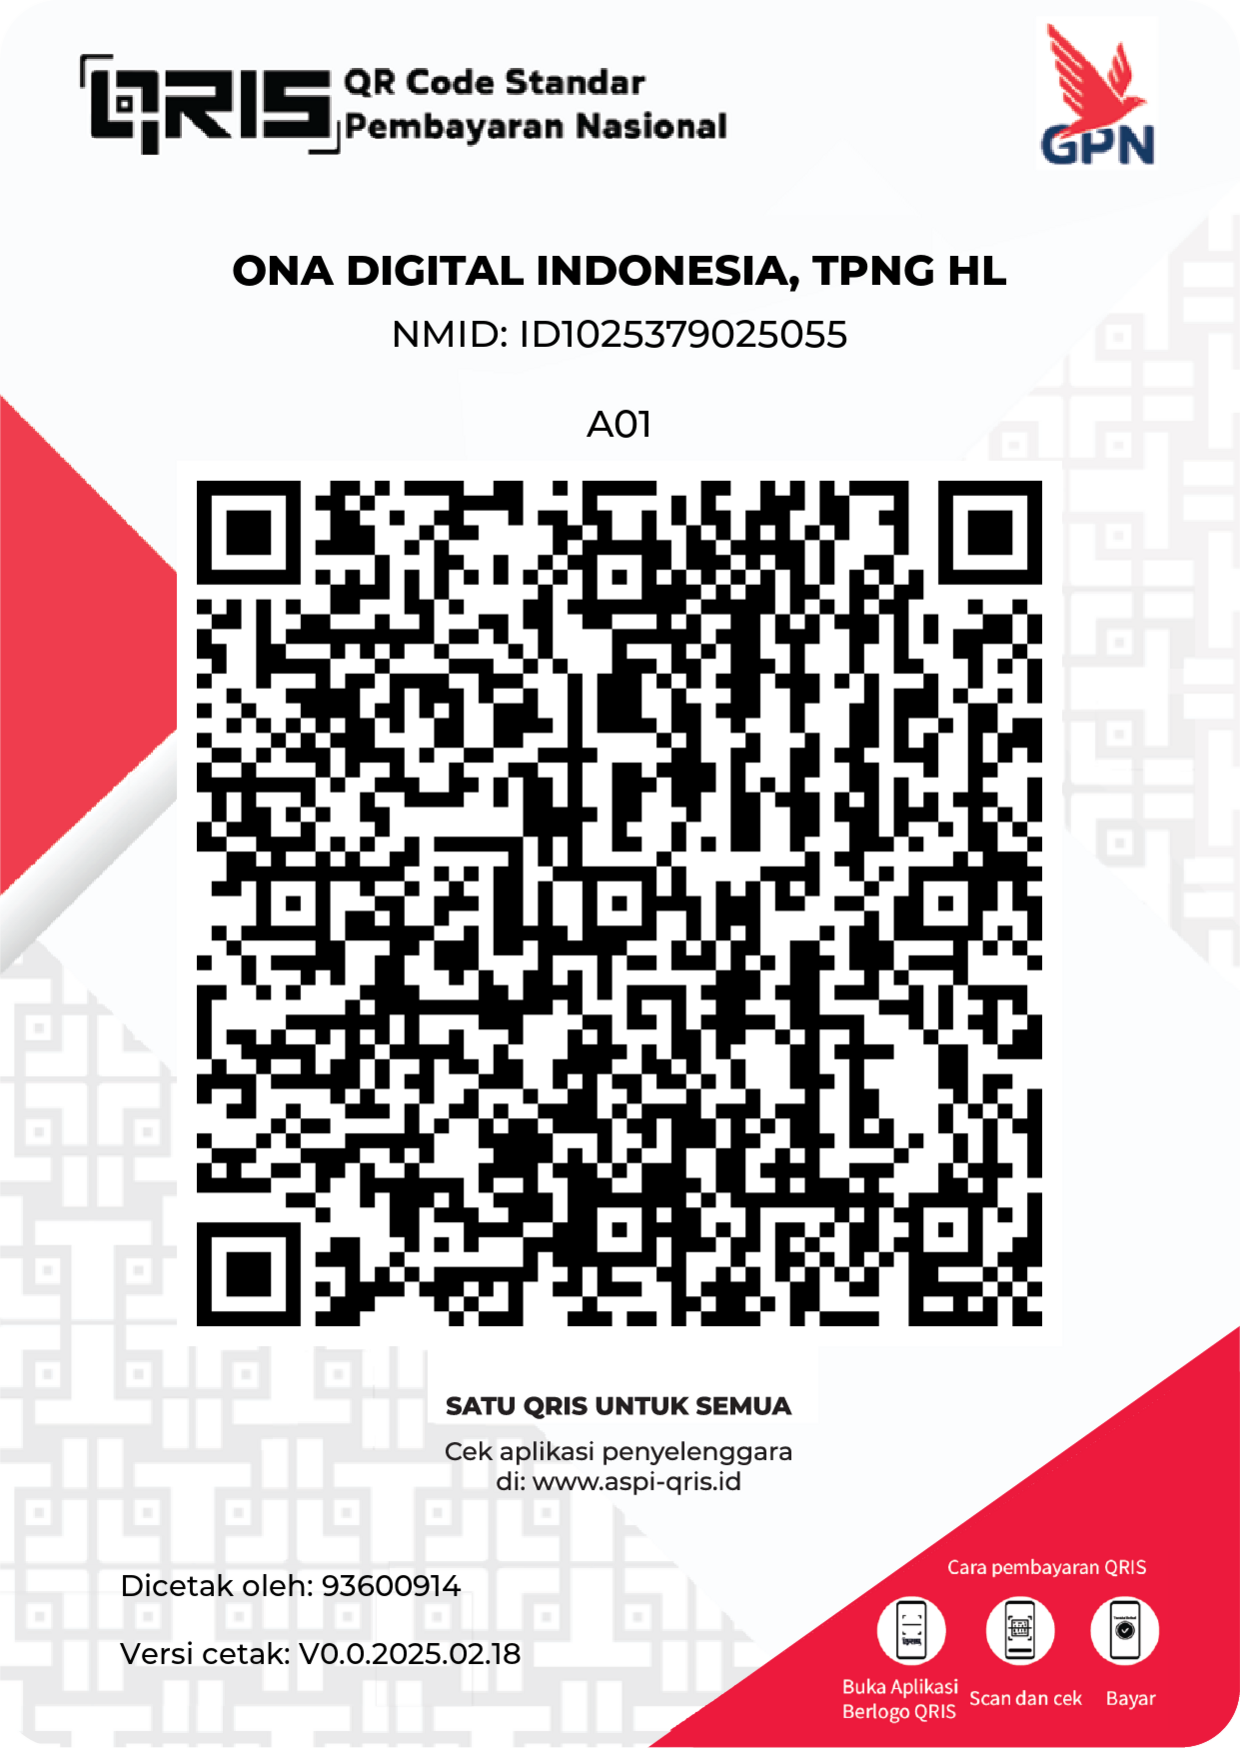 QRIS
QR Code Standar
Pembayaran Nasional
GPN
ONA DIGITAL INDONESIA, TPNG HL
NMID: ID1025379025055
A01
SATU QRIS UNTUK SEMUA
Cek aplikasi penyelenggara
di: www.aspi-qris.id
Dicetak oleh: 93600914
Versi cetak: V0.0.2025.02.18
Cara pembayaran QRIS
Buka Aplikasi
Berlogo QRIS
Scan dan cek
Bayar